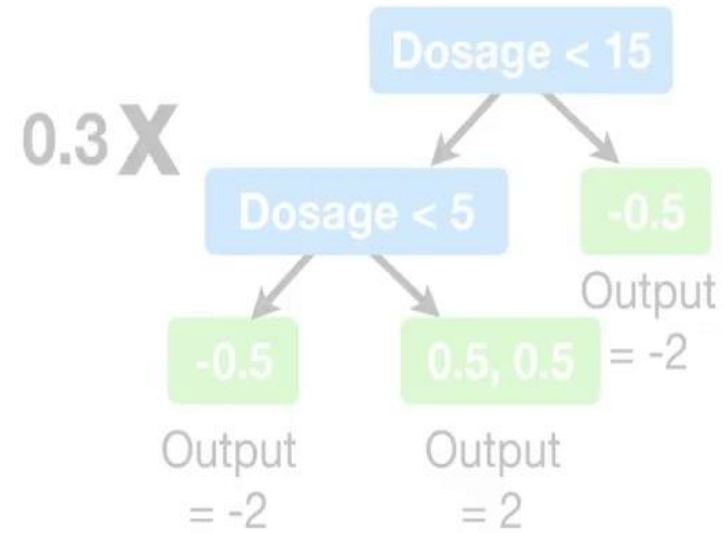 Dosage < 15
0.3 X
Dosage < 5
-0.5
Output
= -2
-0.5
0.5, 0.5
Output
= -2
Output
= 2